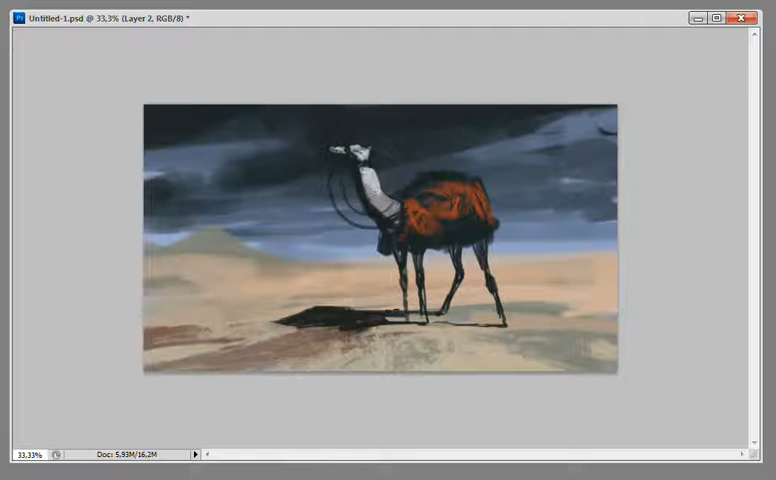 Ps Untitled-1.psd @ 33,3% (Layer 2, RGB/8) *
33,33% Doc: 5,93M/16,2M